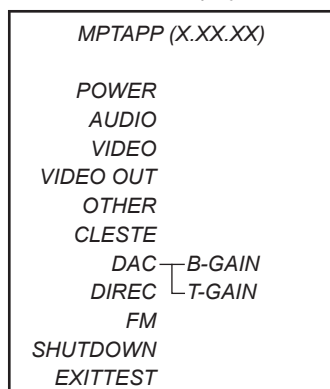 MPTAPP (X.XX.XX)
POWER
AUDIO
VIDEO
VIDEO OUT
OTHER
CLESTE
DAC B-GAIN
DIREC T-GAIN
FM
SHUTDOWN
EXITTEST